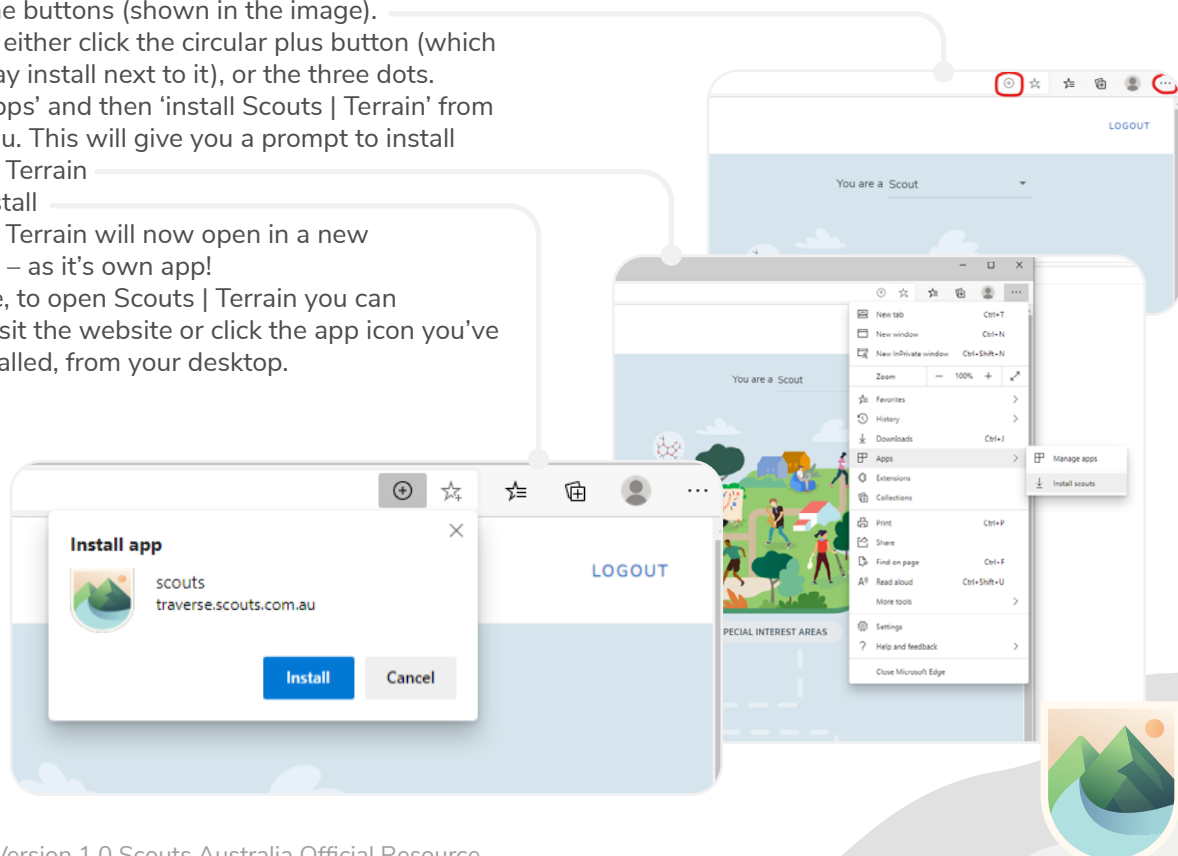 e buttons (shown in the image).
either click the circular plus button (which
ay install next to it), or the three dots.
ops’ and then ‘install Scouts | Terrain’ from
u. This will give you a prompt to install
Terrain
stall
Terrain will now open in a new
– as it’s own app!
e, to open Scouts | Terrain you can
sit the website or click the app icon you’ve
alled, from your desktop.
LOGOUT
You are a Scout
New tab Ctrl+T
New window Ctrl+N
New InPrivate window Ctrl+Shift+N
Zoom — 100% +
Favorites
History
Downloads Ctrl+J
Apps
Extensions
Collections
Print Ctrl+P
Share
Find on page Ctrl+F
Read aloud Ctrl+Shift+U
More tools
Settings
? Help and feedback
Close Microsoft Edge
Manage apps
Install scouts
You are a Scout
PECIAL INTEREST AREAS
Install app
scouts
traverse.scouts.com.au
Install Cancel
LOGOUT
Version 1.0 Scouts Australia Official Resource